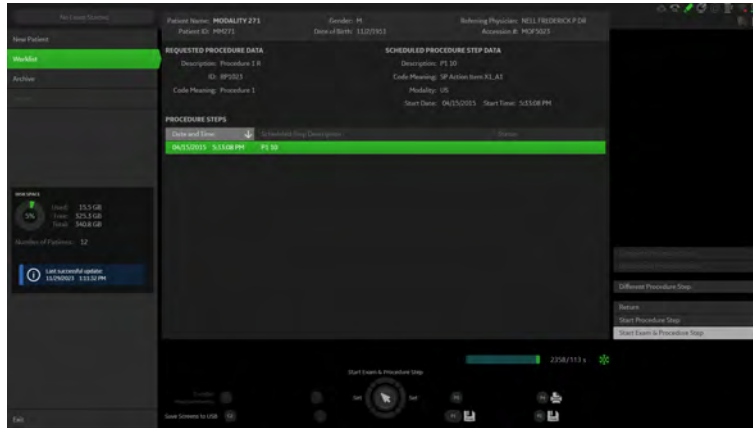 No Exam Started
New Patient
Worklist
Archive
Exit
Patient Name: MODALITY 271
Patient ID: MM271
Gender: M
Date of Birth: 11/2/1953
Referring Physician: NELL FREDERICK P DR
Accession #: MOF5023
REQUESTED PROCEDURE DATA
Description: Procedure 1 R
ID: RP5023
Code Meaning: Procedure 1
SCHEDULED PROCEDURE STEP DATA
Description: P1 10
Code Meaning: SP Action Item X1_A1
Modality: US
Start Date: 04/15/2015 Start Time: 5:13:08 PM
PROCEDURE STEPS
Date and Time Scheduled Step Description Status
04/15/2015 5:13:08 PM P1 10
DISK SPACE
5%
Used: 15.5 GB
Free: 325.3 GB
Total: 340.8 GB
Number of Patients: 12
Last successful update:
11/29/2023 1:11:52 PM
Different Procedure Step
Return
Start Procedure Step
Start Exam & Procedure Step
2258/113 s
Start Exam & Procedure Step
Set
Set
Save Screens to USB